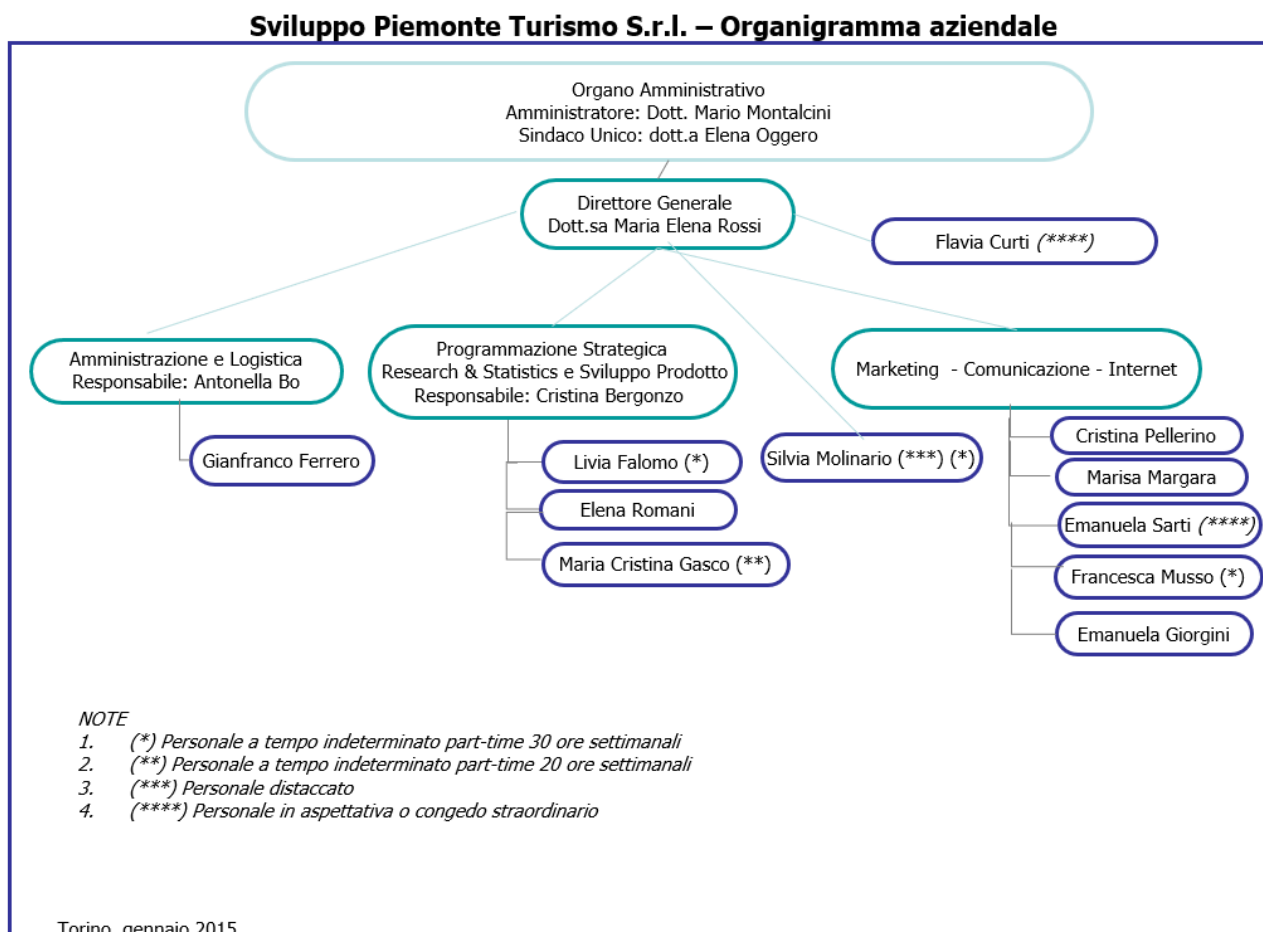 Sviluppo Piemonte Turismo S.r.l. – Organigramma aziendale
Organo Amministrativo
Amministratore: Dott. Mario Montalcini
Sindaco Unico: dott.a Elena Oggero
Direttore Generale
Dott.sa Maria Elena Rossi
Flavia Curti (****)
Amministrazione e Logistica
Responsabile: Antonella Bo
Gianfranco Ferrero
Programmazione Strategica
Research & Statistics e Sviluppo Prodotto
Responsabile: Cristina Bergonzo
Livia Falomo (*)
Elena Romani
Maria Cristina Gasco (**)
Silvia Molinario (***) (*)
Marketing - Comunicazione - Internet
Cristina Pellerino
Marisa Margara
Emanuela Sarti (****)
Francesca Musso (*)
Emanuela Giorgini
NOTE
1. (*) Personale a tempo indeterminato part-time 30 ore settimanali
2. (**) Personale a tempo indeterminato part-time 20 ore settimanali
3. (***) Personale distaccato
4. (****) Personale in aspettativa o congedo straordinario
Torino, gennaio 2015